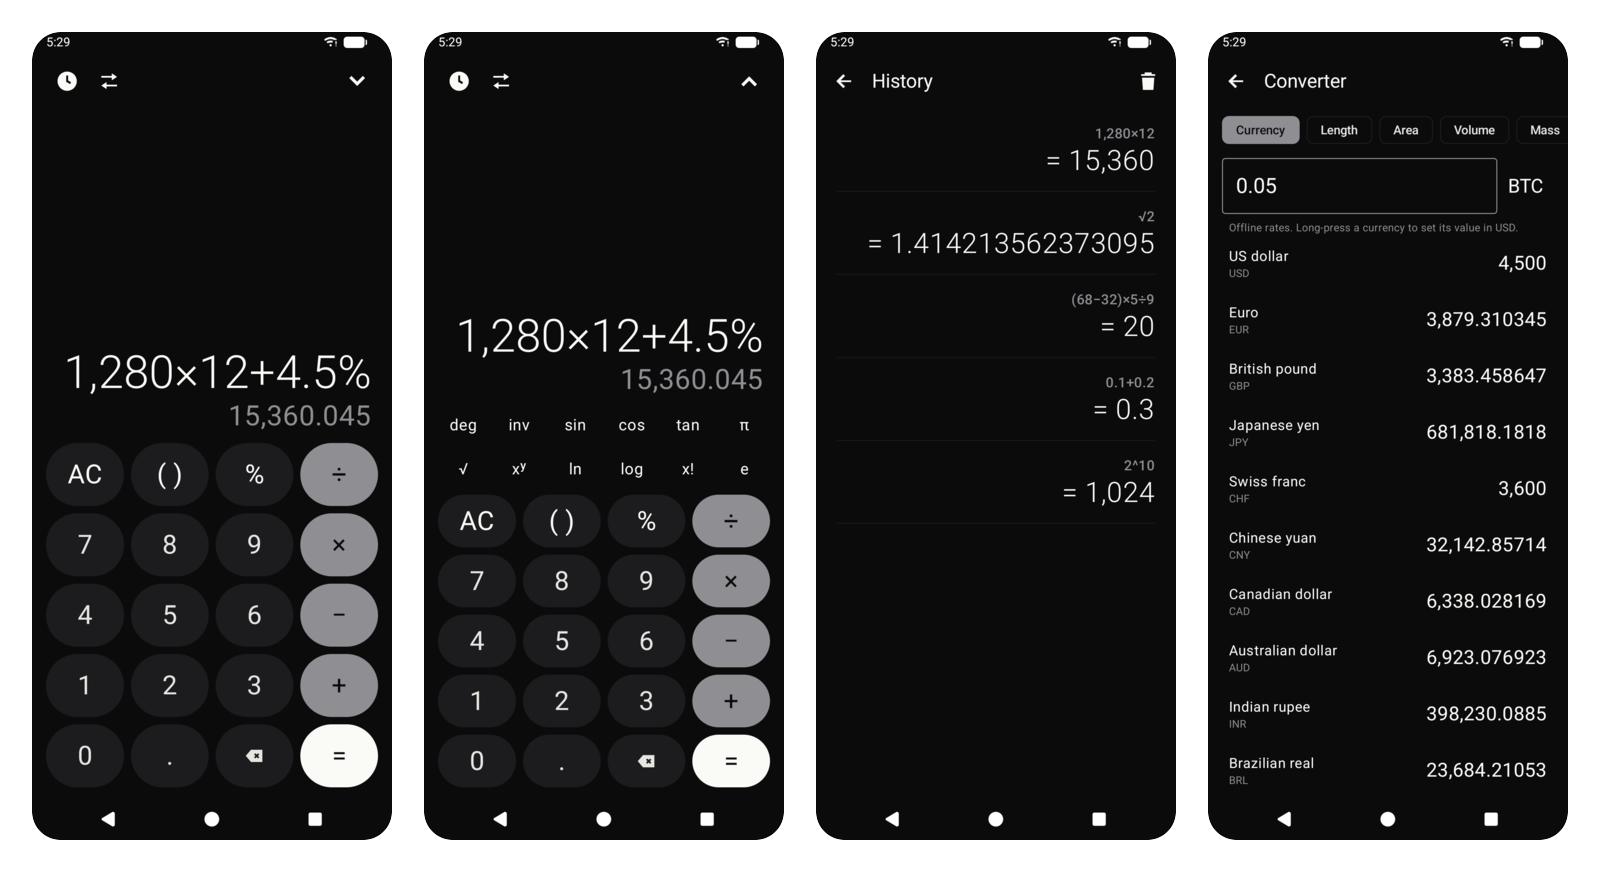 5:29
1,280×12+4.5%
15,360.045
AC ( ) % ÷
7 8 9 ×
4 5 6 −
1 2 3 +
0 . =
5:29
1,280×12+4.5%
15,360.045
deg inv sin cos tan π
√ xʸ ln log x! e
AC ( ) % ÷
7 8 9 ×
4 5 6 −
1 2 3 +
0 . =
5:29
History
1,280×12
= 15,360
√2
= 1.414213562373095
(68−32)×5÷9
= 20
0.1+0.2
= 0.3
2^10
= 1,024
5:29
Converter
Currency Length Area Volume Mass
0.05 BTC
Offline rates. Long-press a currency to set its value in USD.
US dollar 4,500
USD
Euro 3,879.310345
EUR
British pound 3,383.458647
GBP
Japanese yen 681,818.1818
JPY
Swiss franc 3,600
CHF
Chinese yuan 32,142.85714
CNY
Canadian dollar 6,338.028169
CAD
Australian dollar 6,923.076923
AUD
Indian rupee 398,230.0885
INR
Brazilian real 23,684.21053
BRL